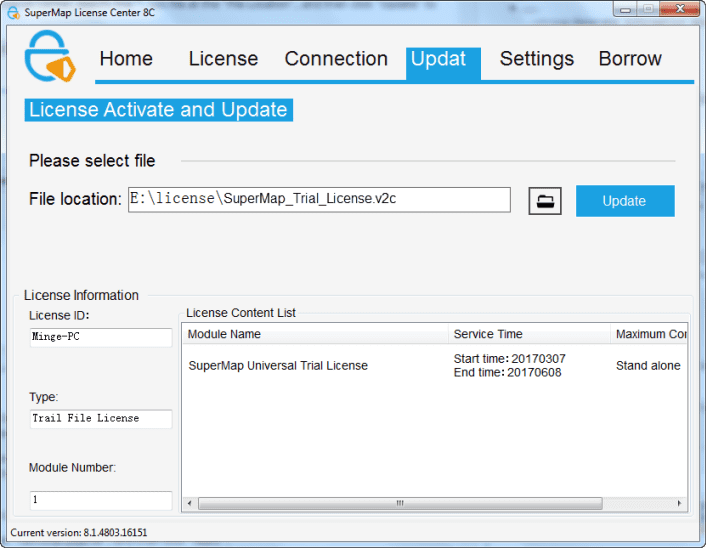 SuperMap License Center 8C
Home License Connection Updat Settings Borrow
License Activate and Update
Please select file
File location: E:\license\SuperMap_Trial_License.v2c Update
License Information
License ID:
Minge-PC
Type:
Trail File License
Module Number:
1
License Content List
Module Name Service Time Maximum Cor
SuperMap Universal Trial License Start time: 20170307 Stand alone
End time: 20170608
Current version: 8.1.4803.16151